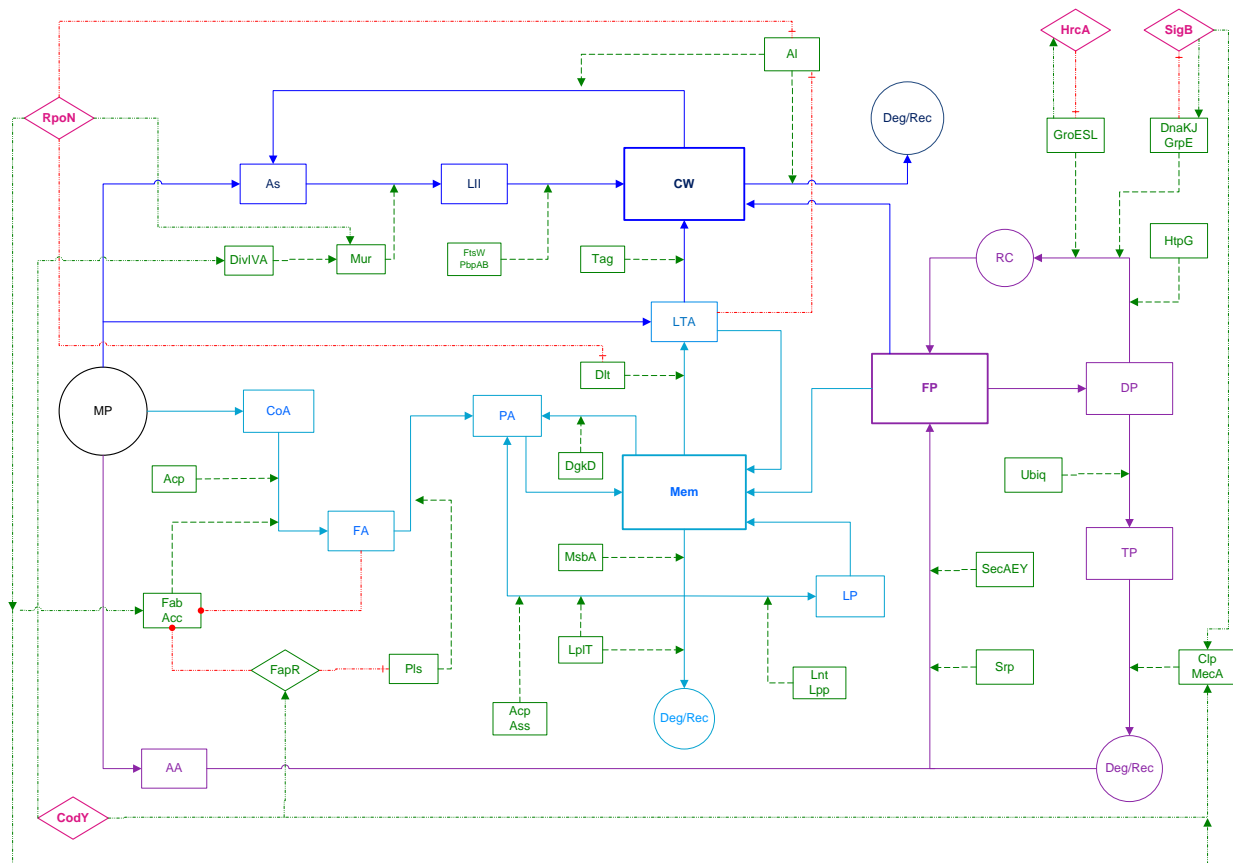 HrcA
SigB
AI
RpoN
Deg/Rec
GroESL
DnaKJ
GrpE
As
LII
CW
DivIVA
Mur
FtsW
PbpAB
Tag
RC
HtpG
LTA
Dlt
FP
DP
MP
CoA
PA
DgkD
Acp
Mem
Ubiq
FA
MsbA
TP
SecAEY
Fab
Acc
LP
FapR
Pls
LplT
Lnt
Lpp
Srp
Clp
MecA
Acp
Ass
Deg/Rec
AA
Deg/Rec
CodY